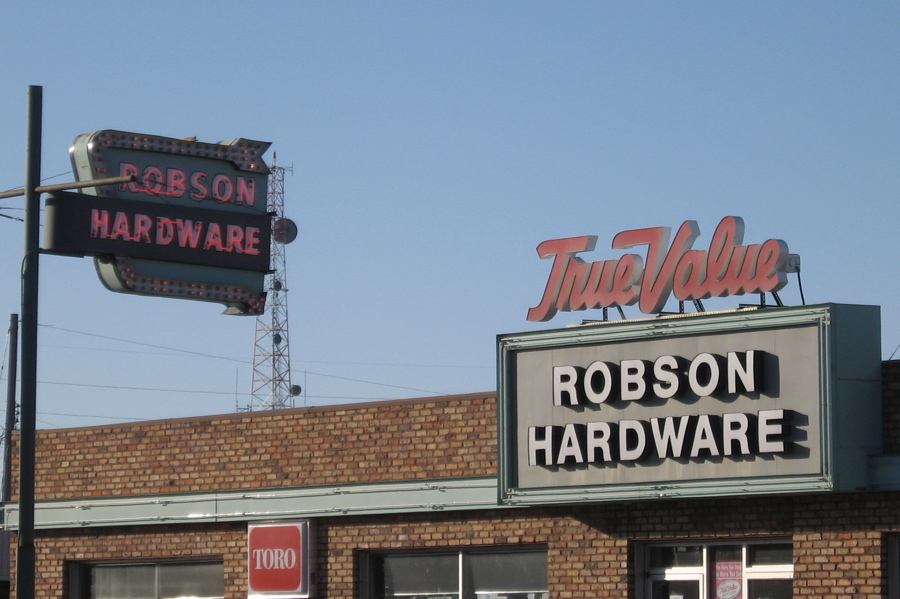 ROBSON
HARDWARE
True Value
ROBSON
HARDWARE
TORO